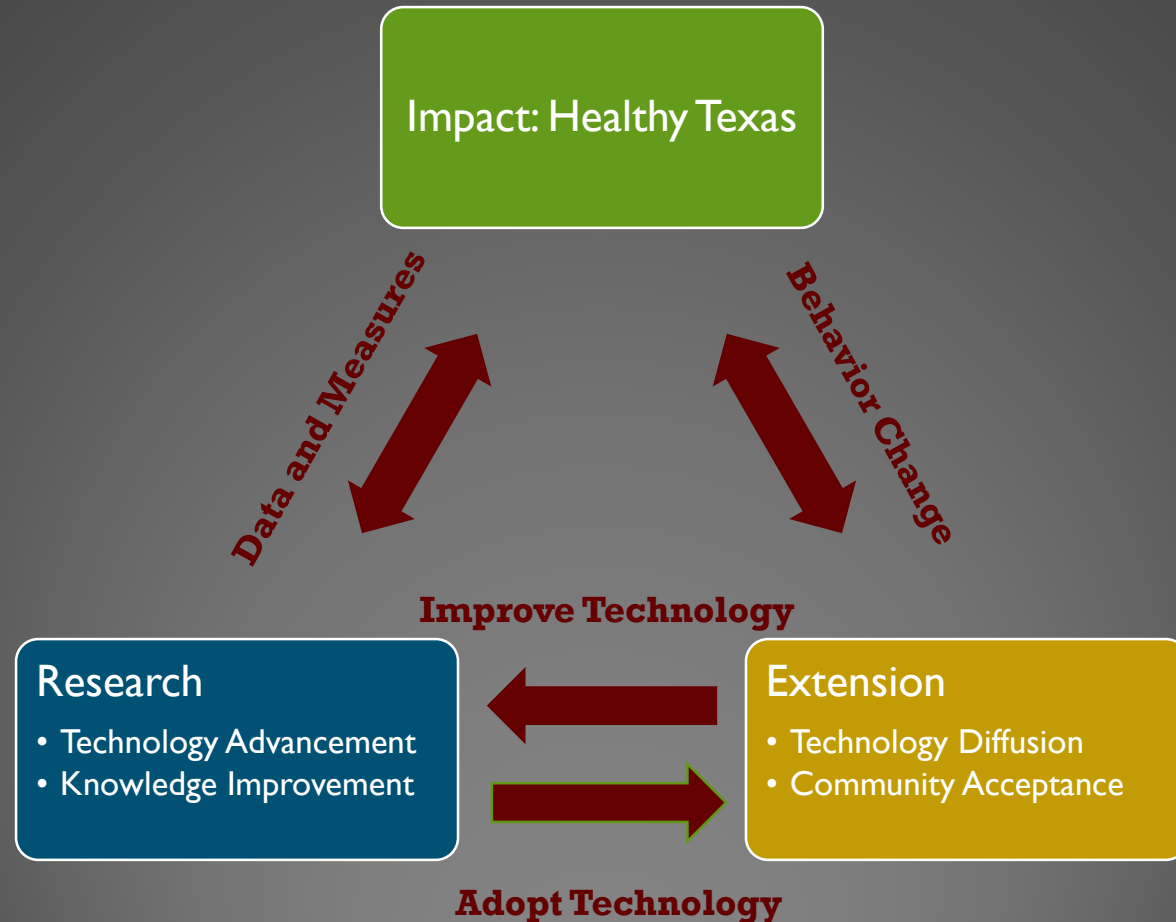 Impact: Healthy Texas
Data and Measures
Behavior Change
Improve Technology
Research
• Technology Advancement
• Knowledge Improvement
Extension
• Technology Diffusion
• Community Acceptance
Adopt Technology